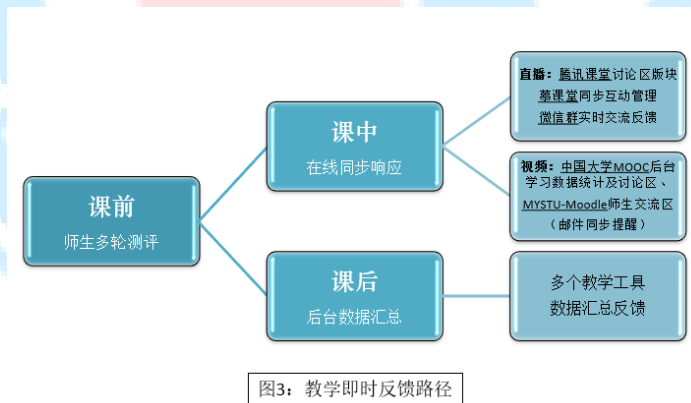 课前
师生多轮测评
课中
在线同步响应
课后
后台数据汇总
直播：腾讯课堂讨论区版块
慕课堂同步互动管理
微信群实时交流反馈
视频：中国大学MOOC后台
学习数据统计及讨论区、
MYSTU-Moodle师生交流区
（邮件同步提醒）
多个教学工具
数据汇总反馈
图3：教学即时反馈路径